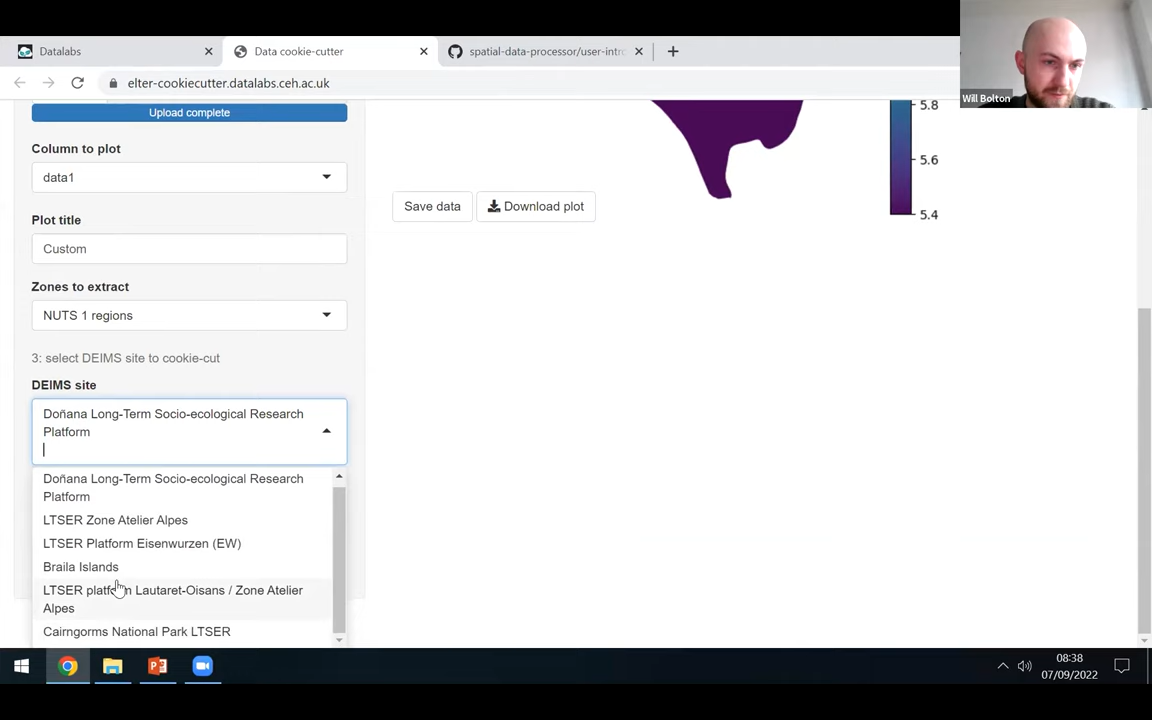 Datalabs
Data cookie-cutter
spatial-data-processor/user-intro
elter-cookiecutter.datalabs.ceh.ac.uk
Will Bolton
Upload complete
Column to plot
data1
Plot title
Custom
Zones to extract
NUTS 1 regions
3: select DEIMS site to cookie-cut
DEIMS site
Doñana Long-Term Socio-ecological Research
Platform
Doñana Long-Term Socio-ecological Research
Platform
LTSER Zone Atelier Alpes
LTSER Platform Eisenwurzen (EW)
Braila Islands
LTSER platform Lautaret-Oisans / Zone Atelier
Alpes
Cairngorms National Park LTSER
Save data
Download plot
5.8
5.6
5.4
08:38
07/09/2022